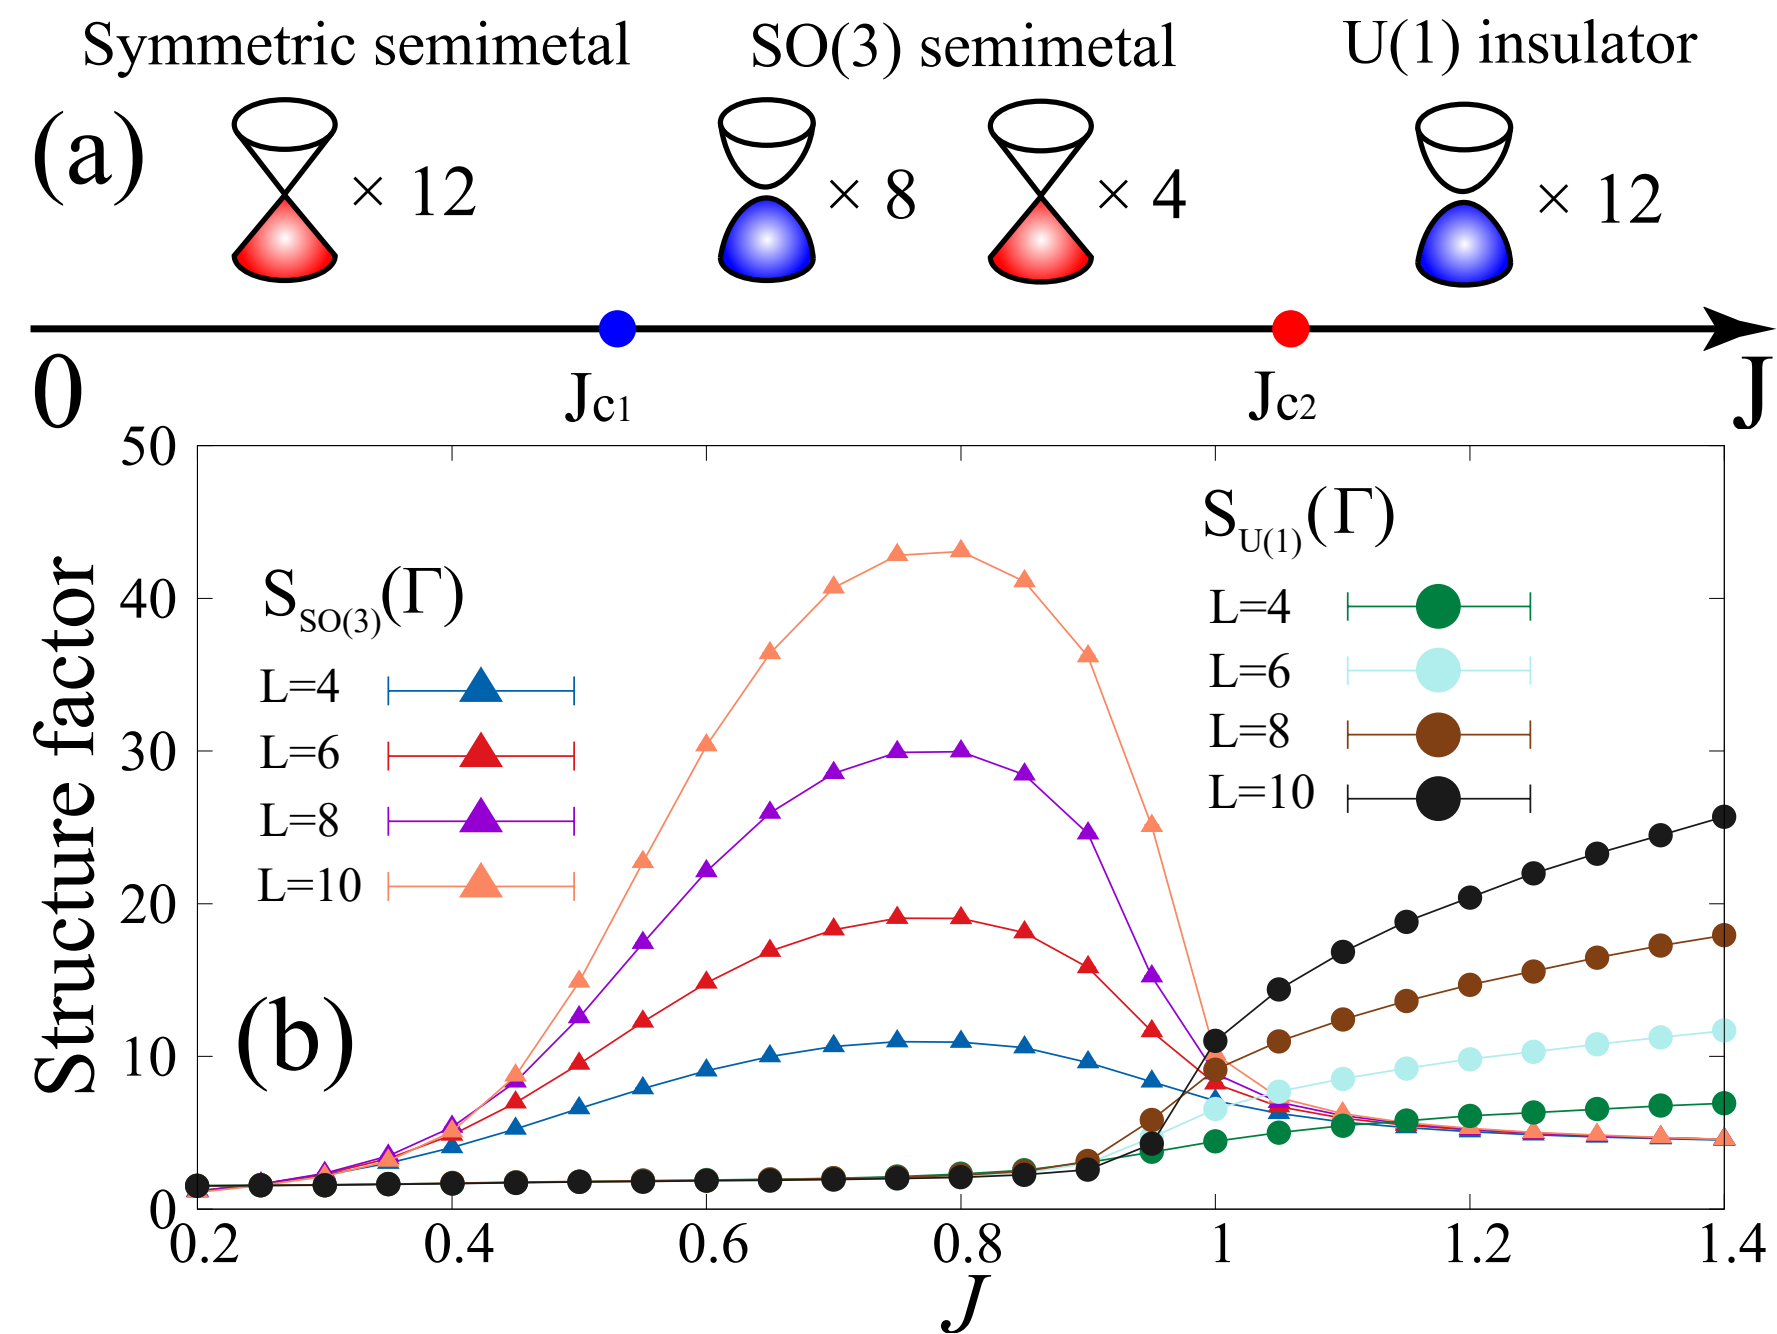 Symmetric semimetal SO(3) semimetal U(1) insulator
(a)
× 12 × 8 × 4 × 12
0 Jc1 Jc2 J
50
40
30
20
10
0
Structure factor
S_SO(3)(Γ)
L=4
L=6
L=8
L=10
S_U(1)(Γ)
L=4
L=6
L=8
L=10
(b)
0.2 0.4 0.6 0.8 1 1.2 1.4
J